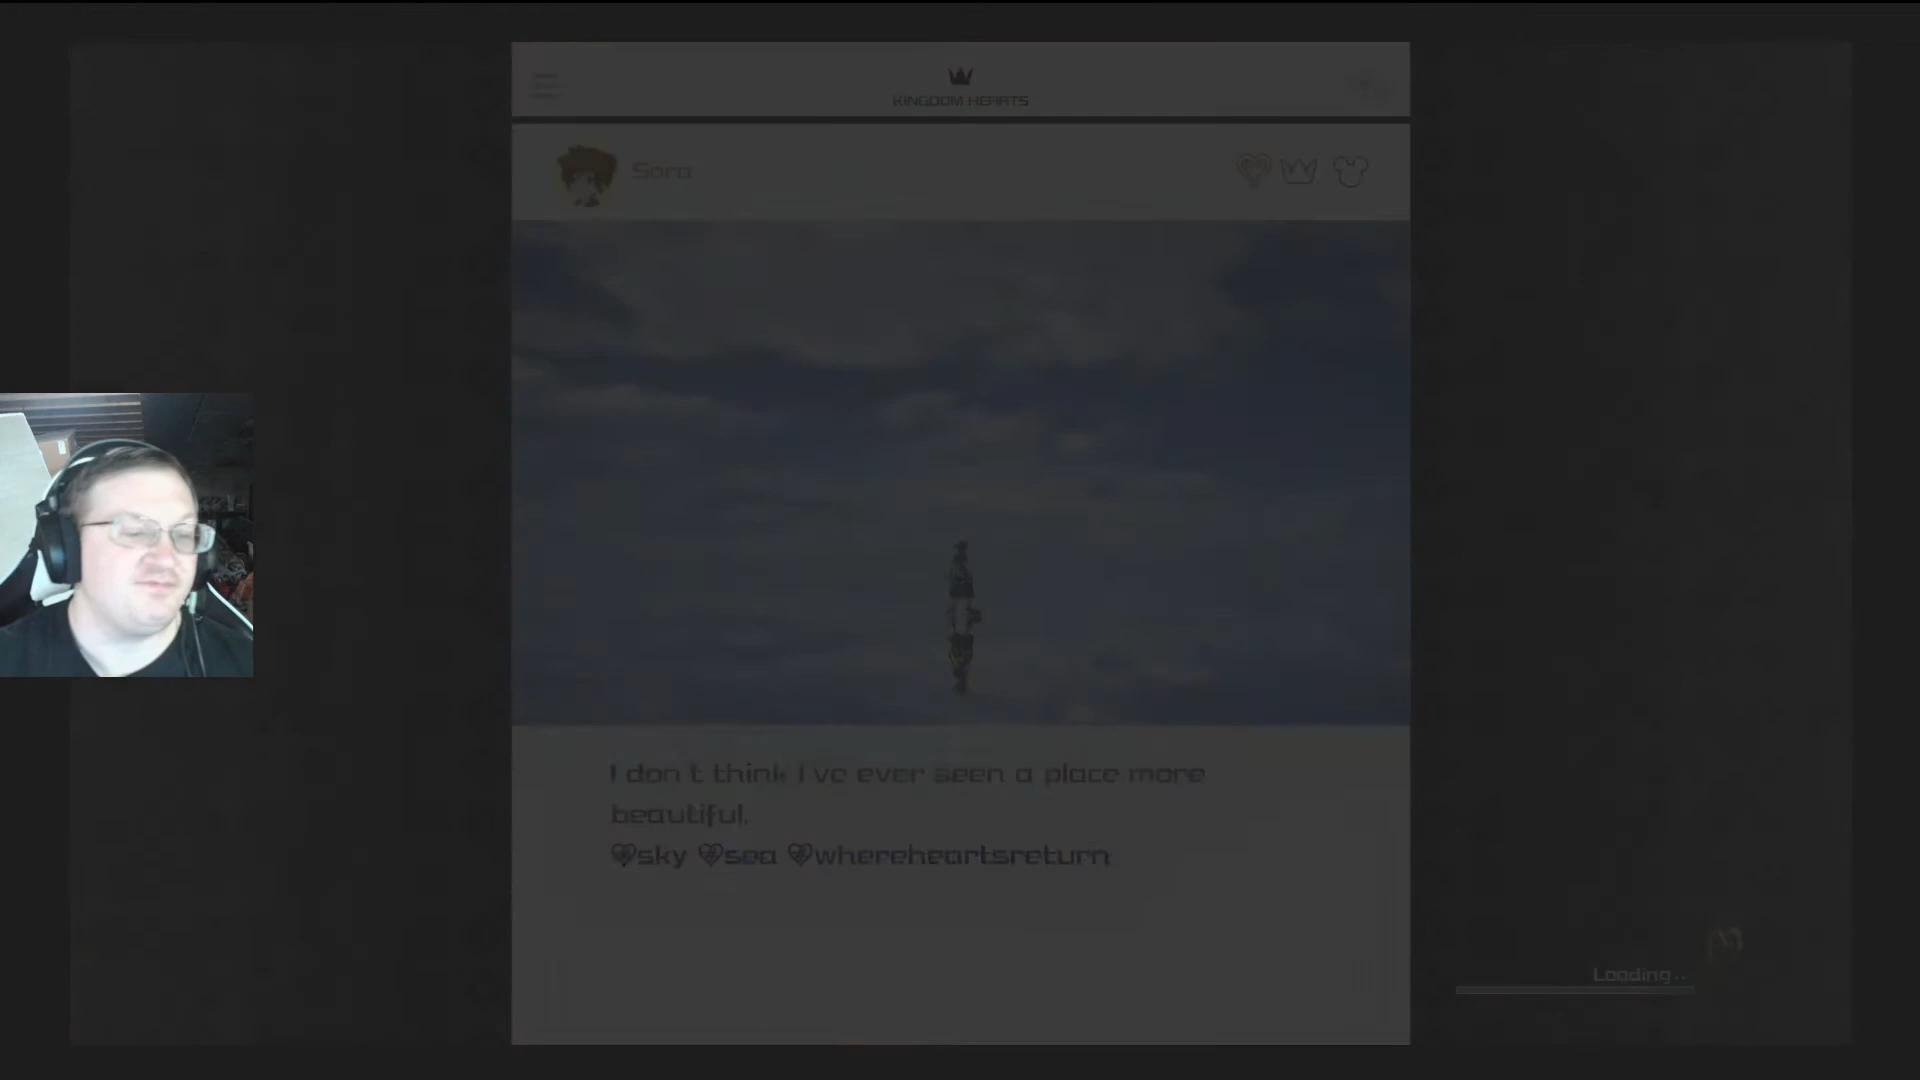 KINGDOM HEARTS
Sora
I don't think I've ever seen a place more
beautiful.
sky sea whereheartsreturn
Loading..